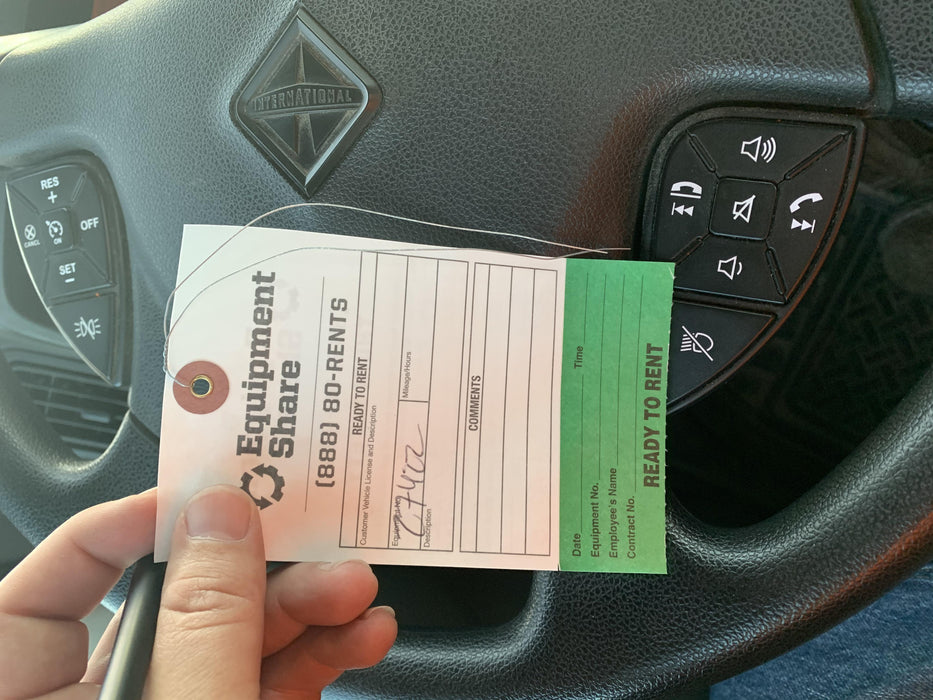 INTERNATIONAL
RES
+
CANCL
ON
OFF
SET
-
Equipment
Share
(888) 80-RENTS
READY TO RENT
Customer Vehicle License and Description
Equipment No.
Mileage/Hours
Description
COMMENTS
Date
Time
Equipment No.
Employee's Name
Contract No.
READY TO RENT